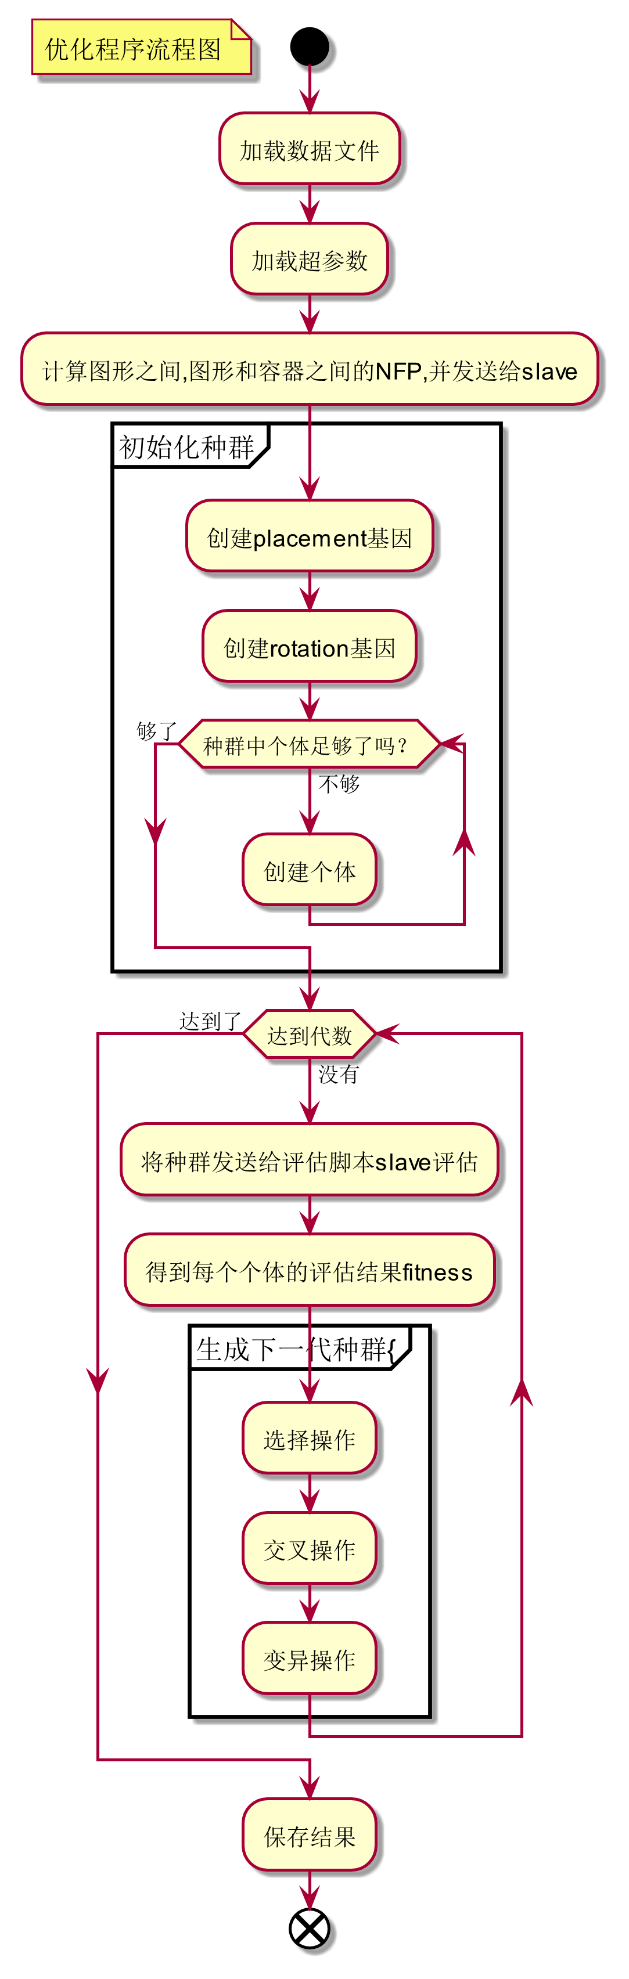 优化程序流程图
加载数据文件
加载超参数
计算图形之间,图形和容器之间的NFP,并发送给slave
初始化种群
创建placement基因
创建rotation基因
够了
种群中个体足够了吗?
不够
创建个体
达到了
达到代数
没有
将种群发送给评估脚本slave评估
得到每个个体的评估结果fitness
生成下一代种群{
选择操作
交叉操作
变异操作
保存结果